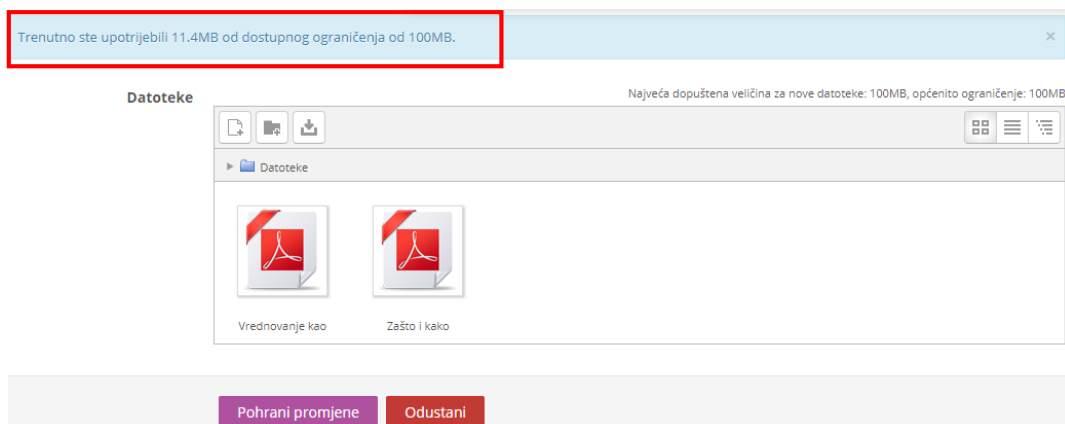 Trenutno ste upotrijebili 11.4MB od dostupnog ograničenja od 100MB.
×
Datoteke
Najveća dopuštena veličina za nove datoteke: 100MB, općenito ograničenje: 100MB
Datoteke
Vrednovanje kao
Zašto i kako
Pohrani promjene
Odustani